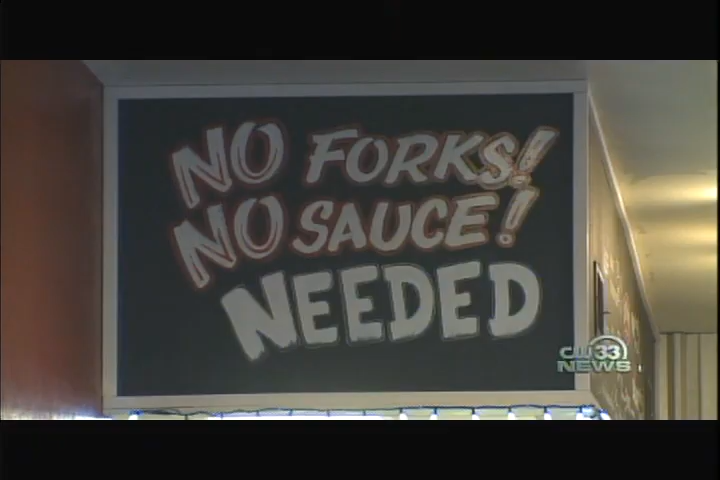 NO FORKS!
NO SAUCE!
NEEDED
CW33
NEWS